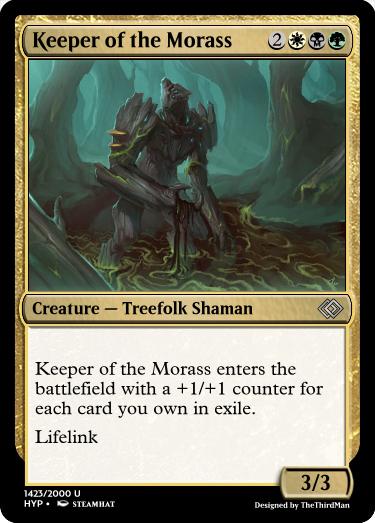 Keeper of the Morass 2
Creature — Treefolk Shaman
Keeper of the Morass enters the
battlefield with a +1/+1 counter for
each card you own in exile.
Lifelink
3/3
1423/2000 U
HYP • STEAMHAT
Designed by TheThirdMan